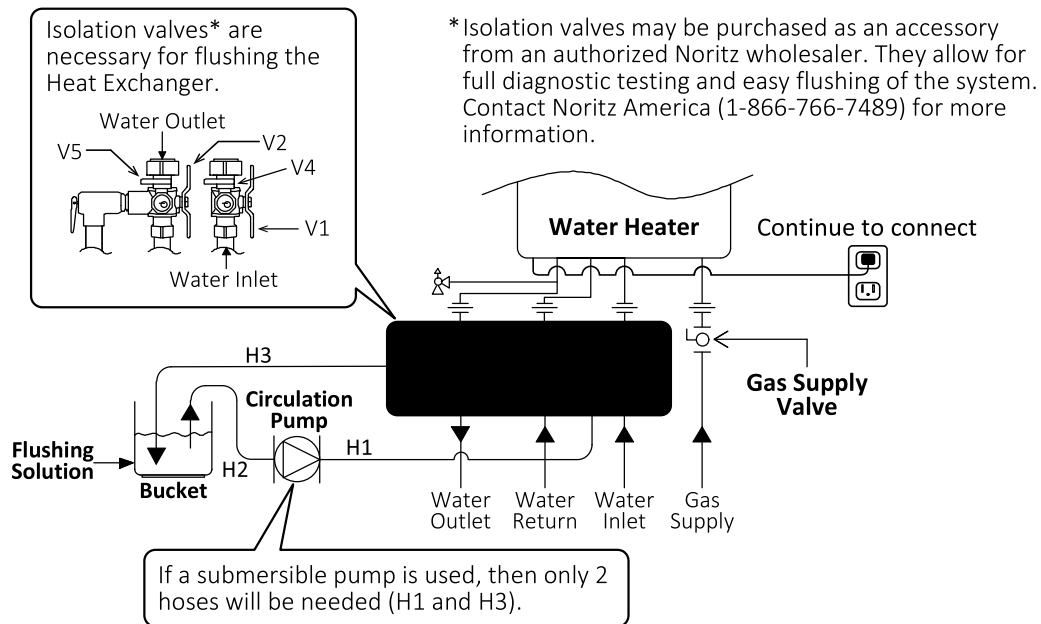 Isolation valves* are
necessary for flushing the
Heat Exchanger.
Water Outlet
V5
V2
V4
V1
Water Inlet
*Isolation valves may be purchased as an accessory
from an authorized Noritz wholesaler. They allow for
full diagnostic testing and easy flushing of the system.
Contact Noritz America (1-866-766-7489) for more
information.
Water Heater
Continue to connect
H3
Circulation
Pump
Gas Supply
Valve
Flushing
Solution
Bucket
H2
H1
Water
Outlet
Water
Return
Water
Inlet
Gas
Supply
If a submersible pump is used, then only 2
hoses will be needed (H1 and H3).